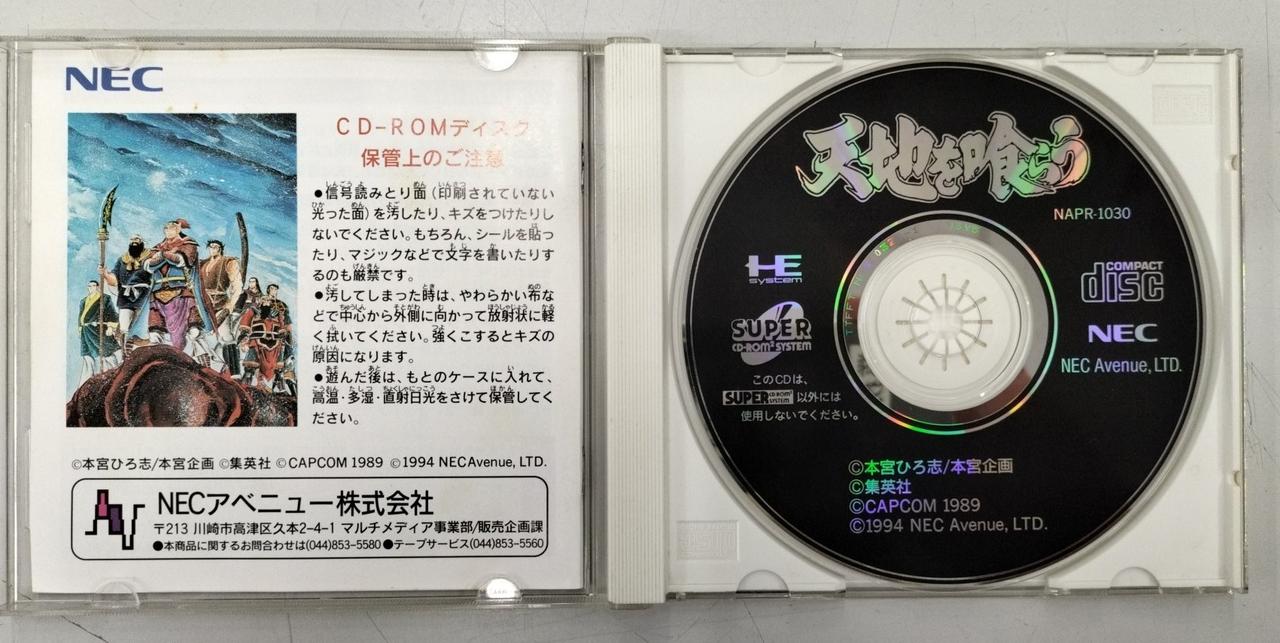 NEC
CD-ROMディスク
保管上のご注意
●信号読みとり面(印刷されていない
光った面)を汚したり、キズをつけたりし
ないでください。もちろん、シールを貼っ
たり、マジックなどで文字を書いたりす
るのも厳禁です。
●汚してしまった時は、やわらかい布な
どで中心から外側に向かって放射状に軽
く拭いてください。強くこするとキズの
原因になります。
●遊んだ後は、もとのケースに入れて、
高温・多湿・直射日光をさけて保管してく
ださい。
©本宮ひろ志/本宮企画 ©集英社 ©CAPCOM 1989 ©1994 NEC Avenue, LTD.
NECアベニュー株式会社
〒213 川崎市高津区久本2-4-1 マルチメディア事業部/販売企画課
●本商品に関するお問合わせは(044)853-5580 ●テープサービス(044)853-5560
天地を喰らう
NAPR-1030
HE
system
SUPER
CD-ROM² SYSTEM
このCDは、
SUPER CD-ROM² SYSTEM 以外には
使用しないでください。
COMPACT
disc
NEC
NEC Avenue, LTD.
©本宮ひろ志/本宮企画
©集英社
©CAPCOM 1989
©1994 NEC Avenue, LTD.